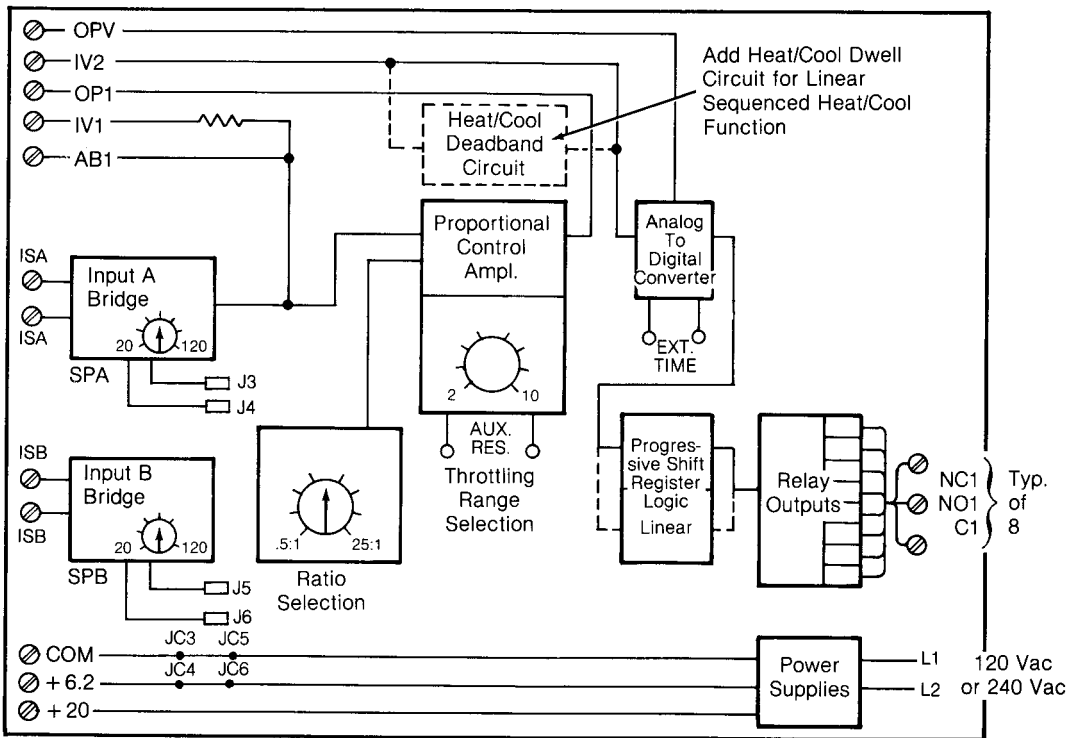 OPV
IV2
OP1
IV1
AB1
Add Heat/Cool Dwell
Circuit for Linear
Sequenced Heat/Cool
Function
Heat/Cool
Deadband
Circuit
Proportional
Control
Ampl.
2
10
AUX.
RES.
Throttling
Range
Selection
Analog
To
Digital
Converter
EXT.
TIME
ISA
ISA
Input A
Bridge
20
120
SPA
J3
J4
ISB
ISB
Input B
Bridge
20
120
SPB
J5
J6
.5:1
25:1
Ratio
Selection
Progres-
sive Shift
Register
Logic
Linear
Relay
Outputs
NC1
NO1
C1
Typ.
of
8
COM
JC3
JC5
+ 6.2
JC4
JC6
+ 20
Power
Supplies
L1
L2
120 Vac
or 240 Vac